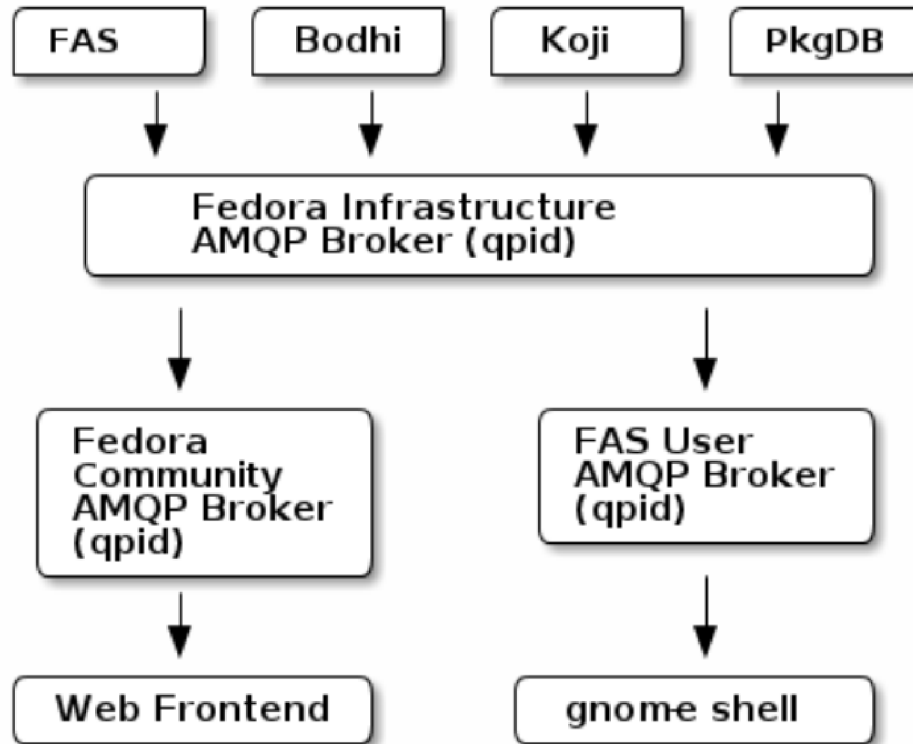 FAS
Bodhi
Koji
PkgDB
Fedora Infrastructure
AMQP Broker (qpid)
Fedora
Community
AMQP Broker
(qpid)
FAS User
AMQP Broker
(qpid)
Web Frontend
gnome shell